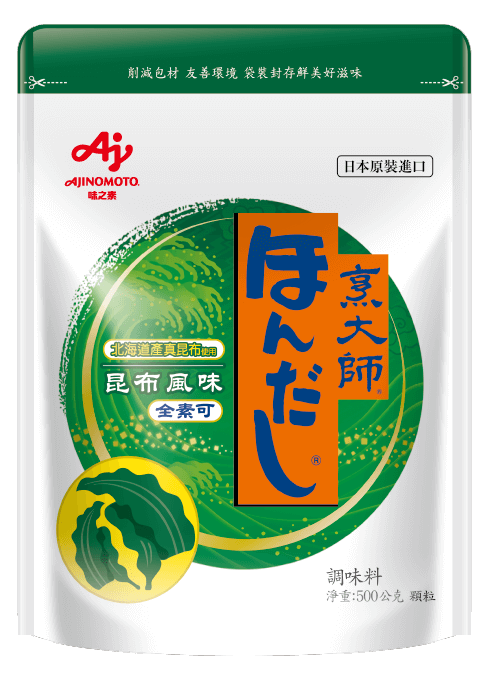 削減包材 友善環境 袋裝封存鮮美好滋味
AJINOMOTO®
味之素
日本原裝進口
ほんだし®
烹大師®
北海道產真昆布使用
昆布風味
全素可
調味料
淨重:500公克 顆粒